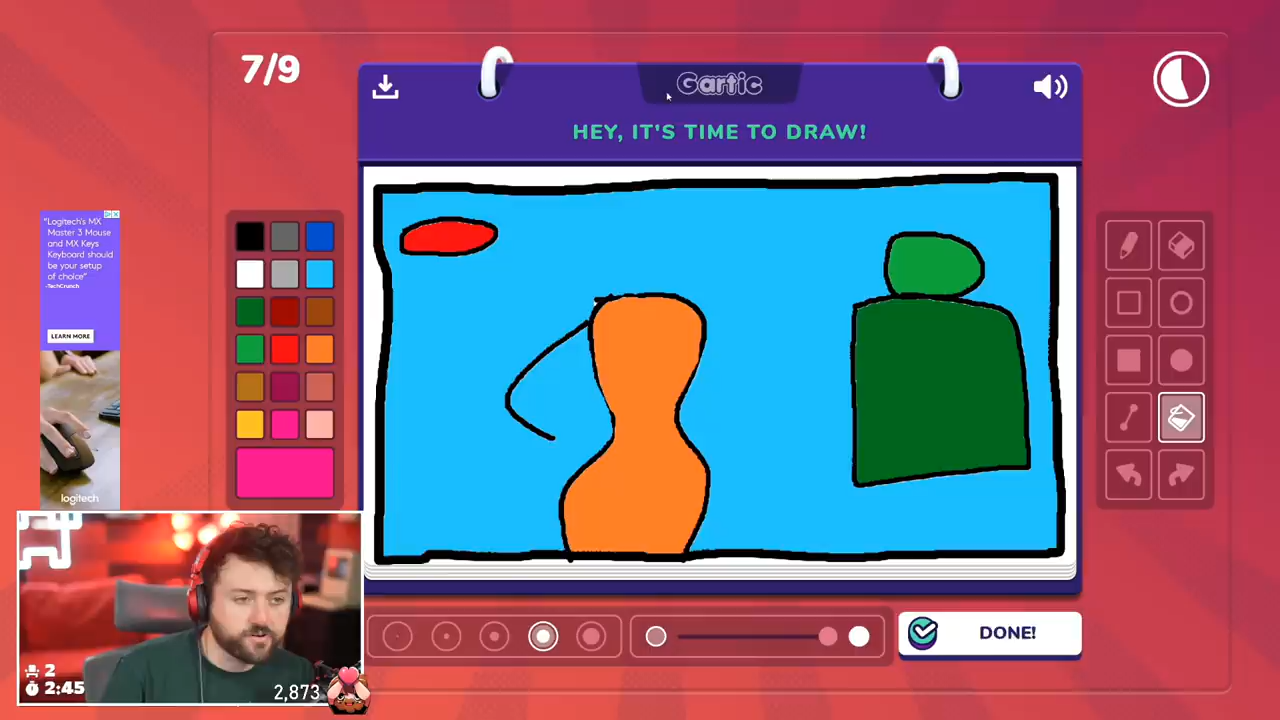 7/9
Gartic
HEY, IT'S TIME TO DRAW!
"Logitech's MX
Master 3 Mouse
and MX Keys
Keyboard should
be your setup
of choice"
-TechCrunch
LEARN MORE
logitech
DONE!
2
2:45
2,873